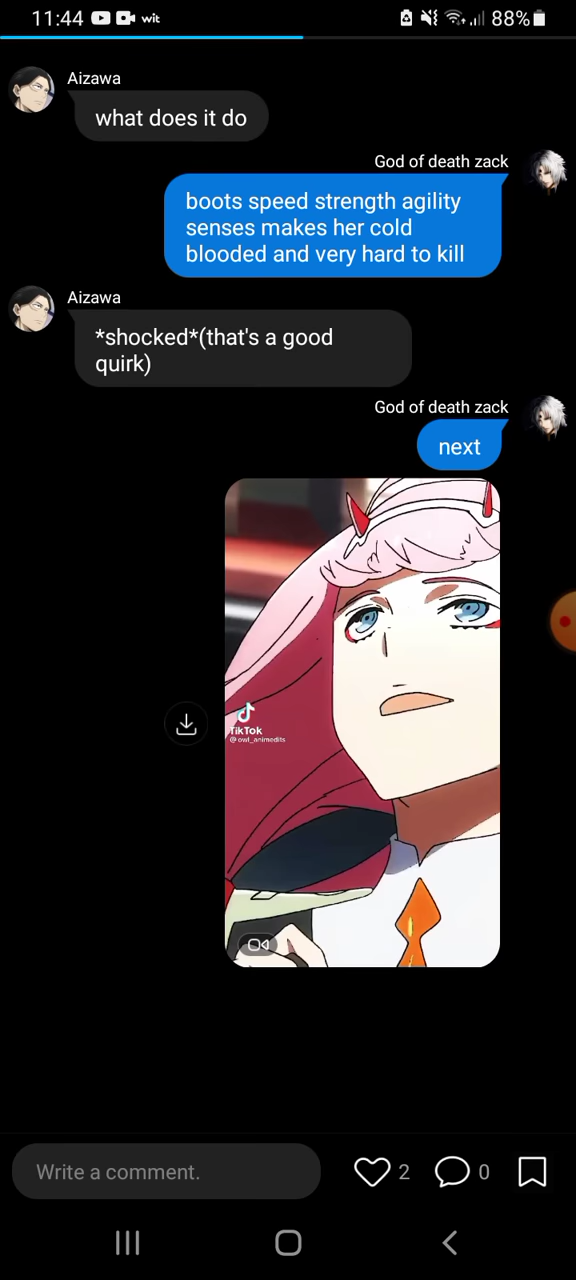 11:44 wit 88%
Aizawa
what does it do
God of death zack
boots speed strength agility
senses makes her cold
blooded and very hard to kill
Aizawa
*shocked*(that's a good
quirk)
God of death zack
next
TikTok
@owl_animedits
Write a comment.
2
0